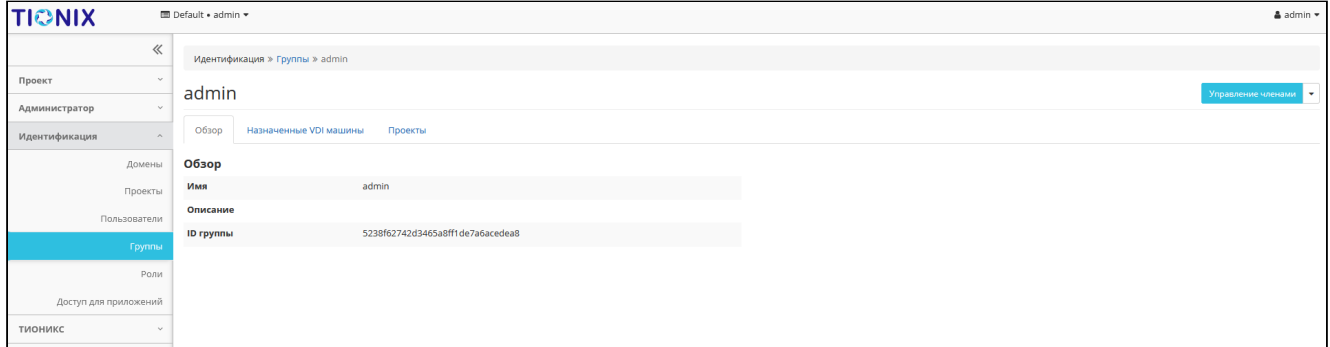 TIONIX
Default • admin
admin
Идентификация » Группы » admin
Проект
admin
Управление членами
Администратор
Идентификация
Обзор Назначенные VDI машины Проекты
Домены
Обзор
Проекты
Имя admin
Описание
Пользователи
ID группы 5238f62742d3465a8ff1de7a6acedea8
Группы
Роли
Доступ для приложений
ТИОНИКС